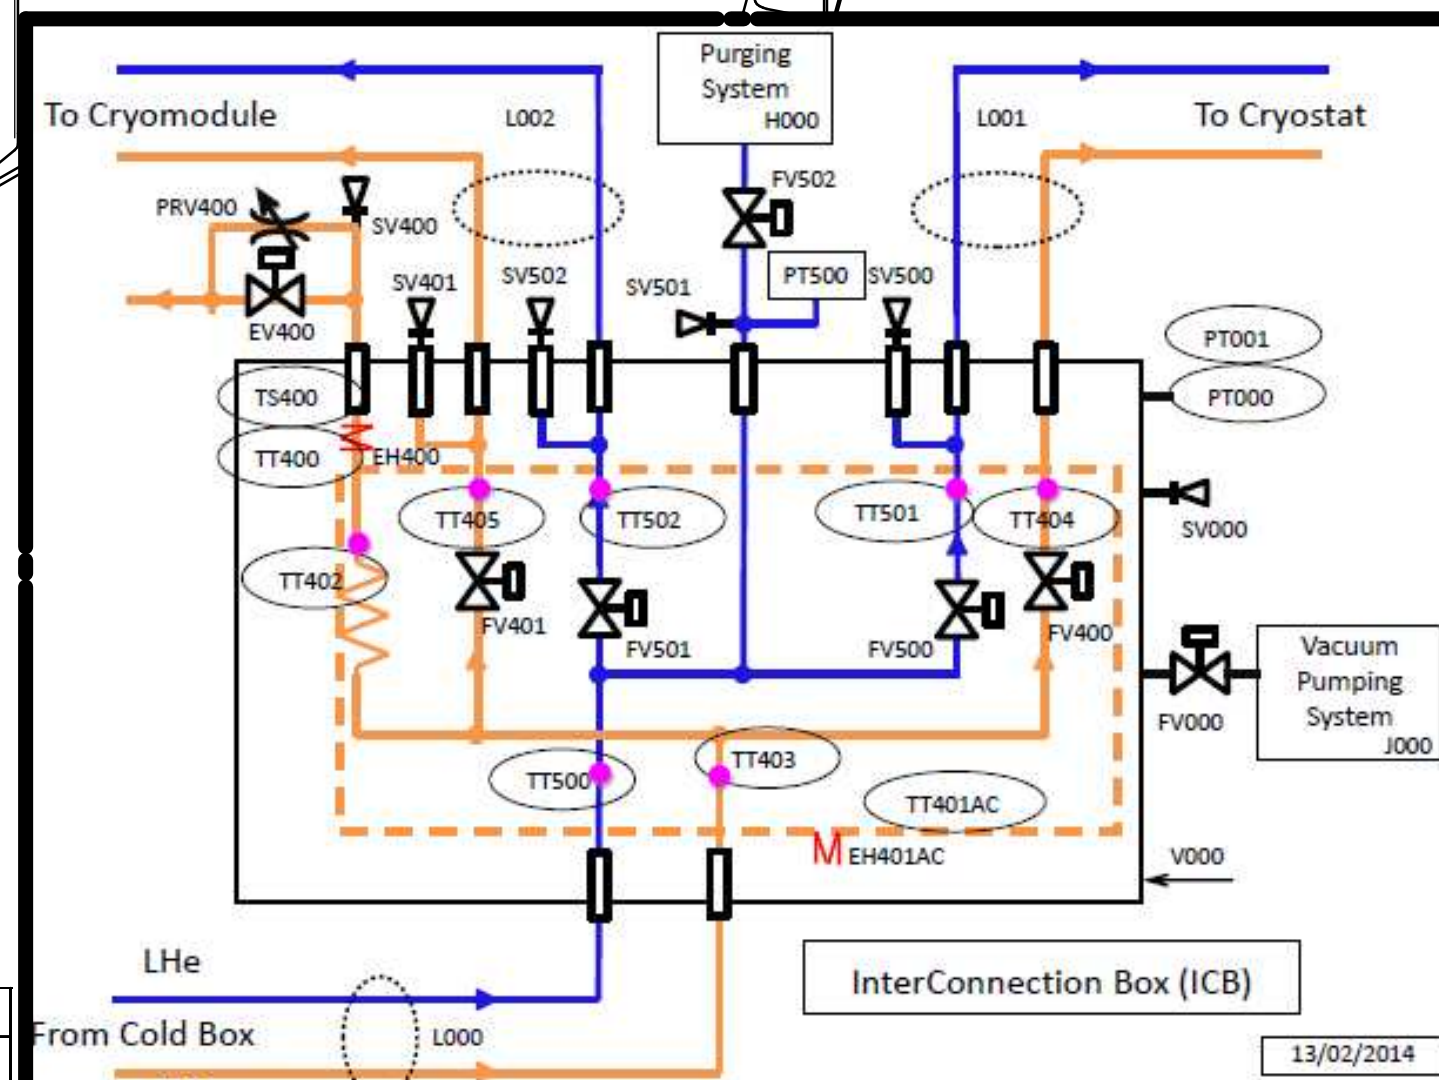 Purging
System
H000
To Cryomodule
L002
L001
To Cryostat
FV502
PRV400
SV400
SV401
SV502
SV501
PT500
SV500
EV400
PT001
TS400
PT000
TT400
EH400
TT405
TT502
TT501
TT404
SV000
TT402
FV401
FV501
FV500
FV400
Vacuum
Pumping
System
J000
FV000
TT403
TT500
TT401AC
M EH401AC
V000
LHe
InterConnection Box (ICB)
From Cold Box
L000
13/02/2014